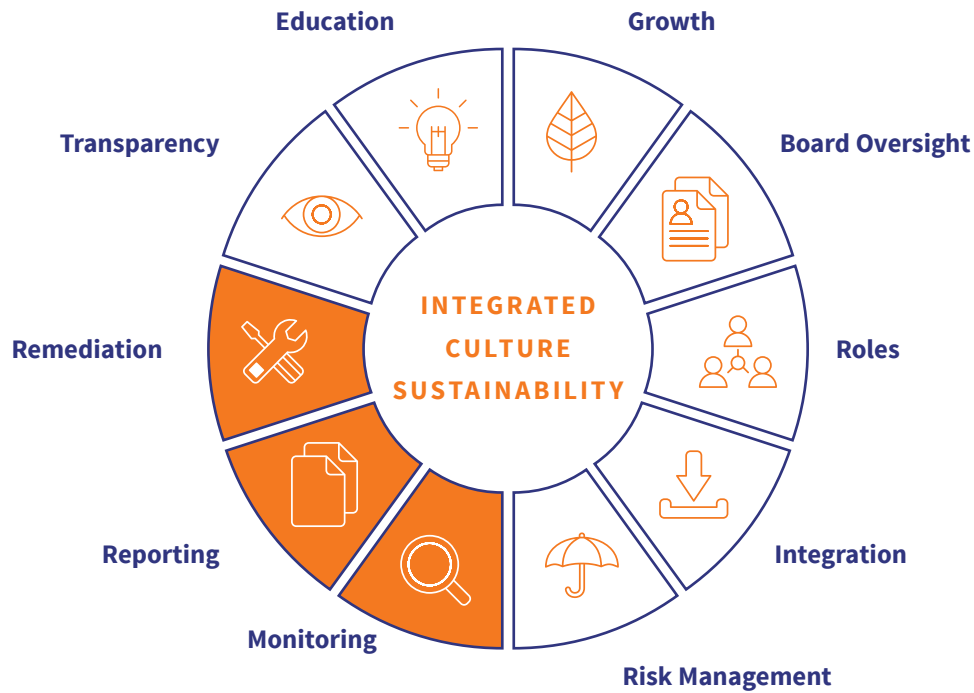 Education
Growth
Transparency
Board Oversight
INTEGRATED
CULTURE
SUSTAINABILITY
Remediation
Roles
Reporting
Integration
Monitoring
Risk Management